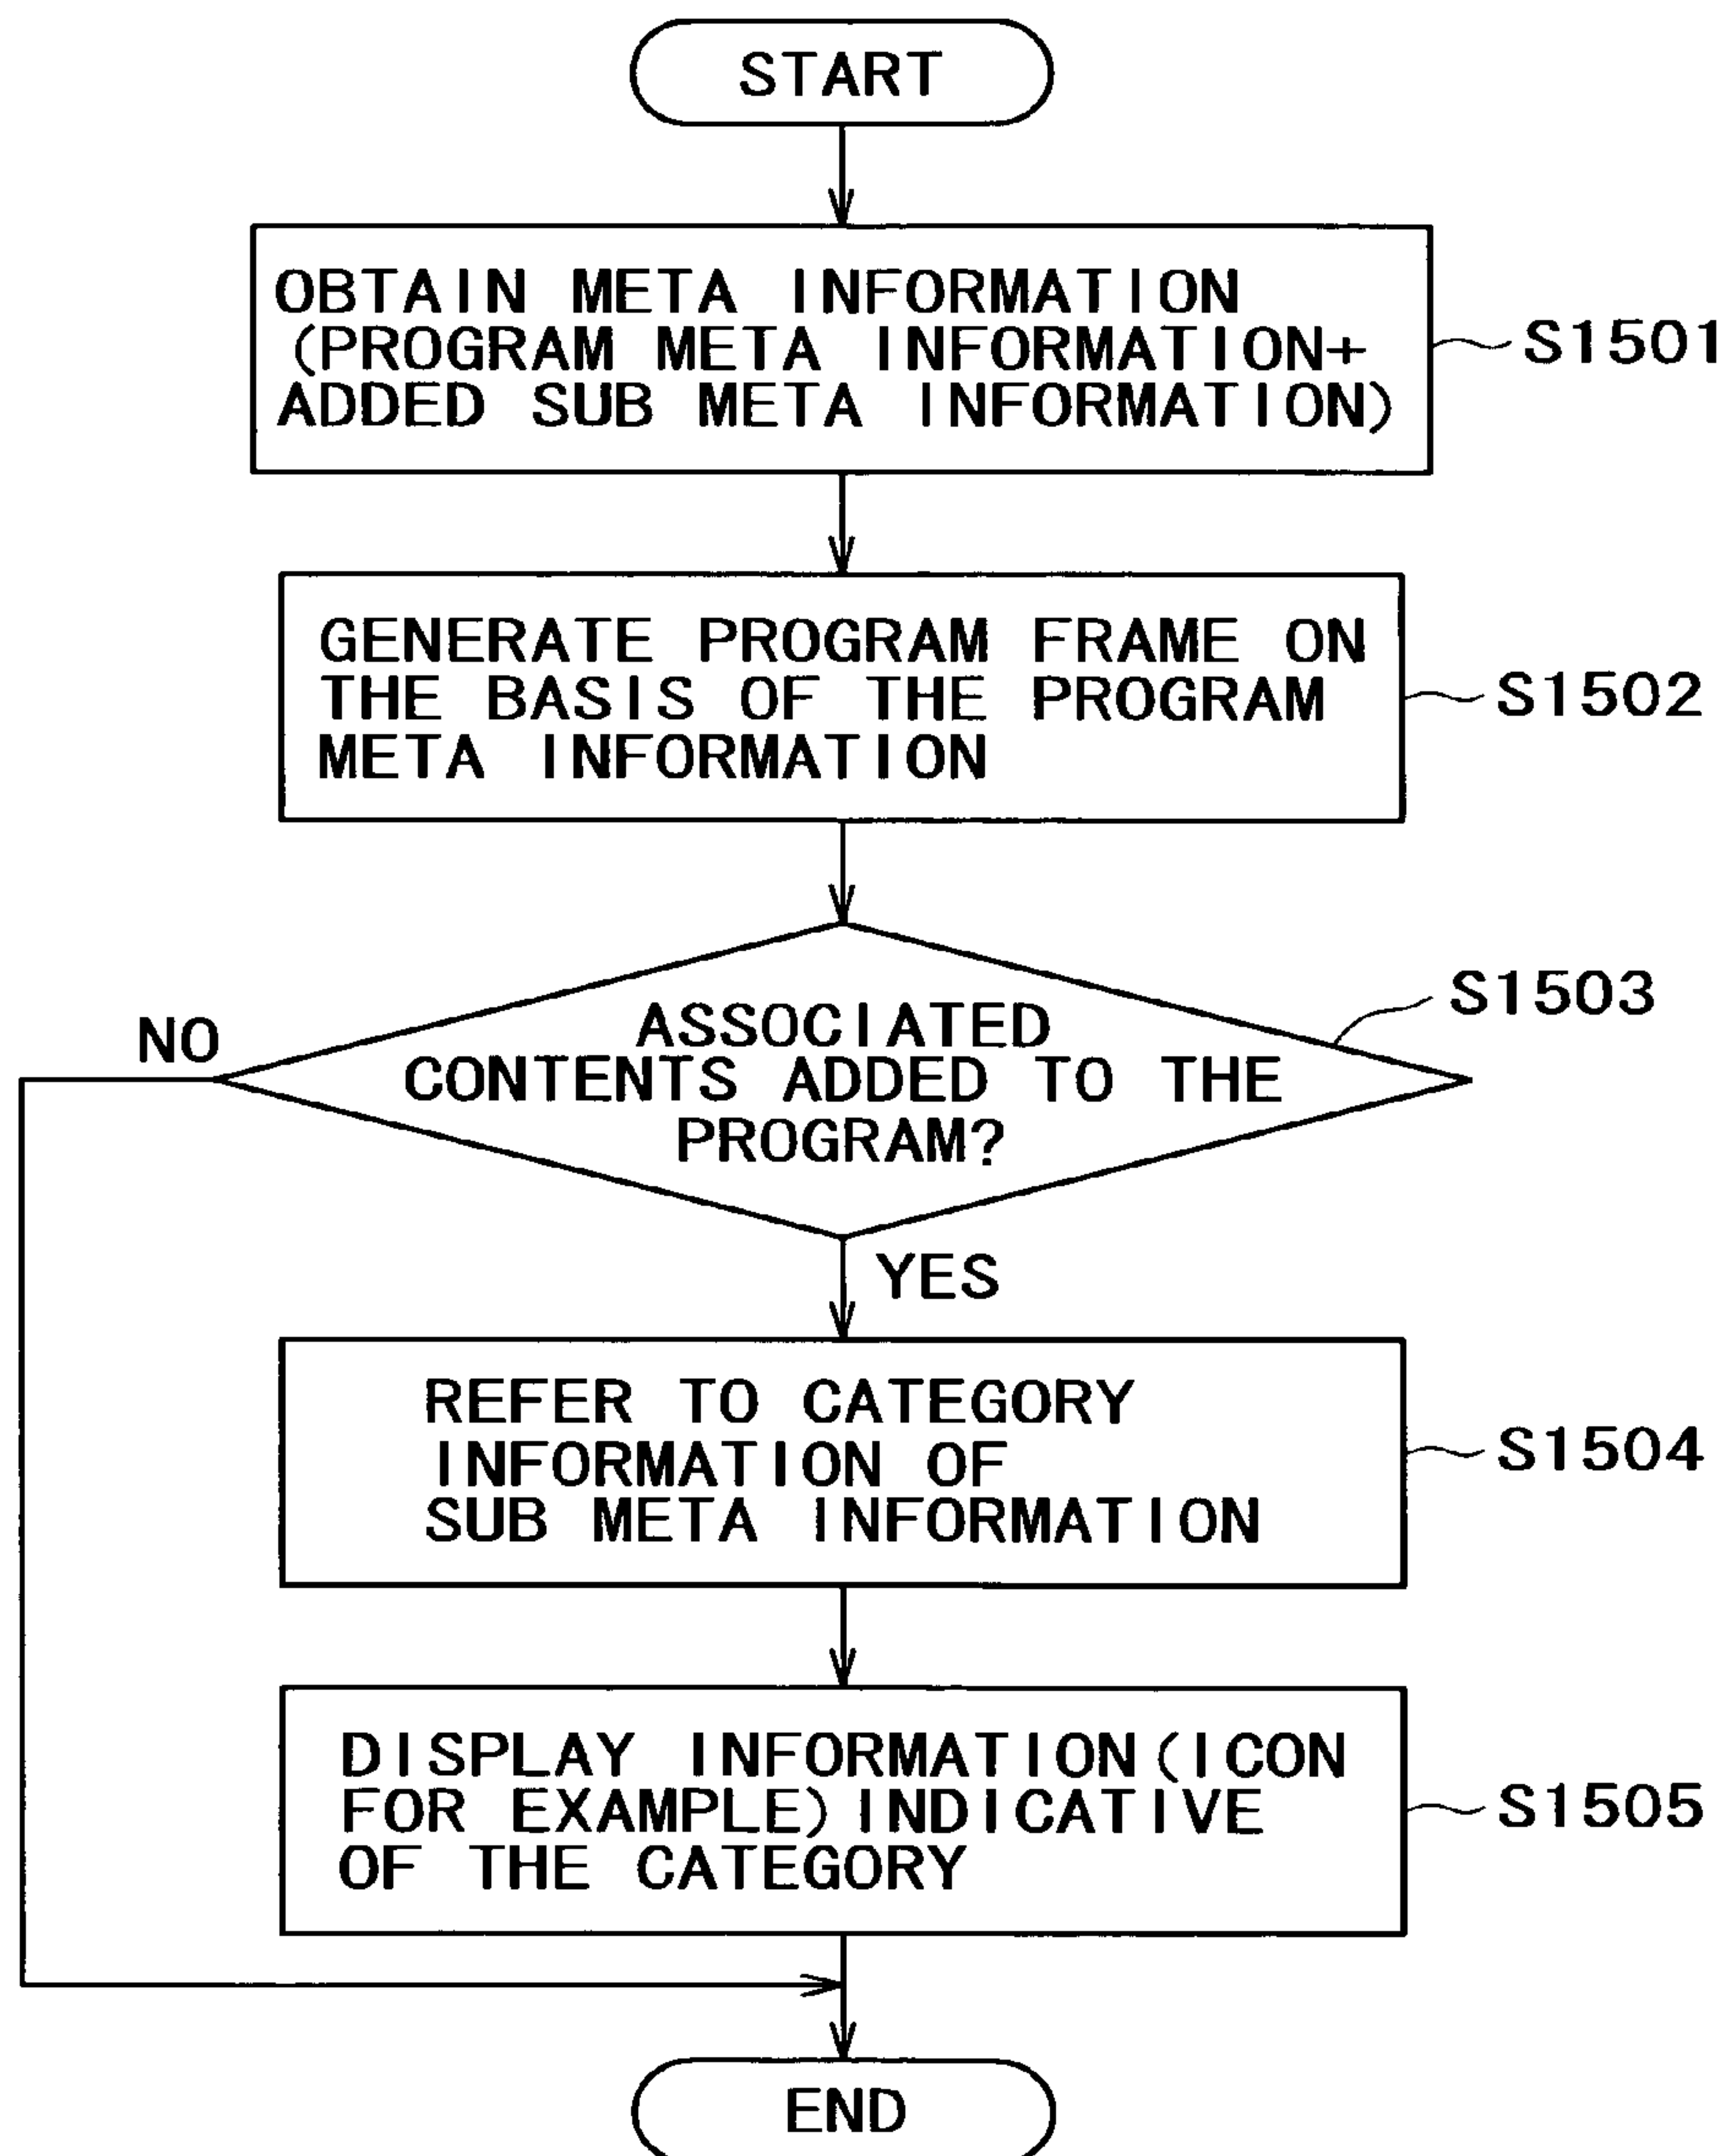 START
OBTAIN META INFORMATION
(PROGRAM META INFORMATION+
ADDED SUB META INFORMATION)
S1501
GENERATE PROGRAM FRAME ON
THE BASIS OF THE PROGRAM
META INFORMATION
S1502
S1503
NO
ASSOCIATED
CONTENTS ADDED TO THE
PROGRAM?
YES
REFER TO CATEGORY
INFORMATION OF
SUB META INFORMATION
S1504
DISPLAY INFORMATION(ICON
FOR EXAMPLE)INDICATIVE
OF THE CATEGORY
S1505
END